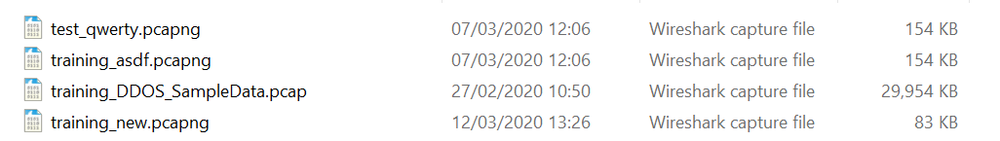 test_qwerty.pcapng 07/03/2020 12:06 Wireshark capture file 154 KB
training_asdf.pcapng 07/03/2020 12:06 Wireshark capture file 154 KB
training_DDOS_SampleData.pcap 27/02/2020 10:50 Wireshark capture file 29,954 KB
training_new.pcapng 12/03/2020 13:26 Wireshark capture file 83 KB